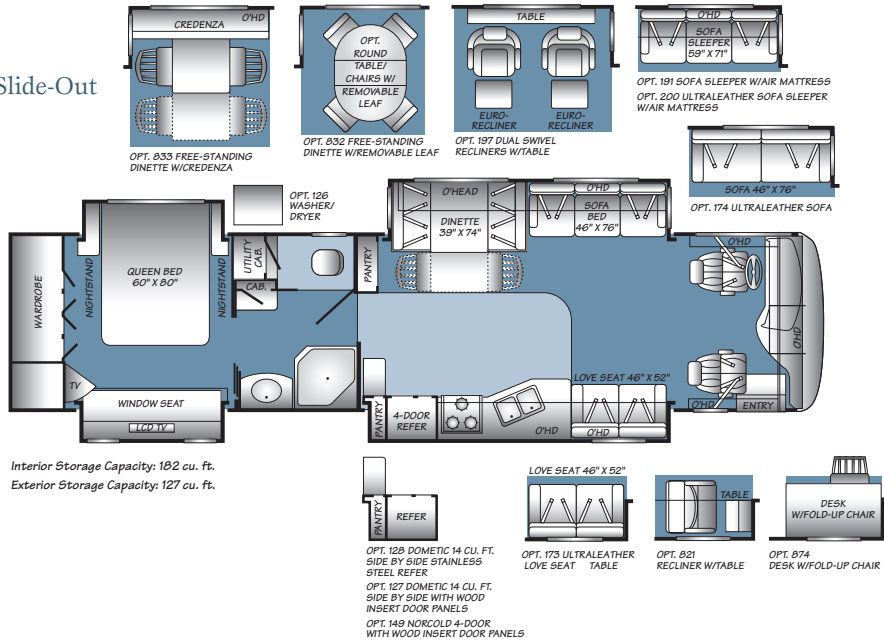 Slide-Out
CREDENZA
O'HD
OPT. 833 FREE-STANDING
DINETTE W/CREDENZA
OPT.
ROUND
TABLE/
CHAIRS W/
REMOVABLE
LEAF
OPT. 832 FREE-STANDING
DINETTE W/REMOVABLE LEAF
TABLE
EURO-
RECLINER
EURO-
RECLINER
OPT. 197 DUAL SWIVEL
RECLINERS W/TABLE
O'HD
SOFA
SLEEPER
59" X 71"
OPT. 191 SOFA SLEEPER W/AIR MATTRESS
OPT. 200 ULTRALEATHER SOFA SLEEPER
W/AIR MATTRESS
SOFA 46" X 76"
OPT. 174 ULTRALEATHER SOFA
OPT. 126
WASHER/
DRYER
WARDROBE
NIGHTSTAND
QUEEN BED
60" X 80"
NIGHTSTAND
UTILITY
CAB.
CAB.
PANTRY
O'HEAD
DINETTE
39" X 74"
O'HD
SOFA
BED
46" X 76"
O'HD
O'HD
TV
WINDOW SEAT
LCD TV
PANTRY
4-DOOR
REFER
O'HD
LOVE SEAT 46" X 52"
O'HD
O'HD
ENTRY
Interior Storage Capacity: 182 cu. ft.
Exterior Storage Capacity: 127 cu. ft.
PANTRY
REFER
OPT. 128 DOMETIC 14 CU. FT.
SIDE BY SIDE STAINLESS
STEEL REFER
OPT. 127 DOMETIC 14 CU. FT.
SIDE BY SIDE WITH WOOD
INSERT DOOR PANELS
OPT. 149 NORCOLD 4-DOOR
WITH WOOD INSERT DOOR PANELS
LOVE SEAT 46" X 52"
OPT. 173 ULTRALEATHER
LOVE SEAT TABLE
TABLE
OPT. 821
RECLINER W/TABLE
DESK
W/FOLD-UP CHAIR
OPT. 874
DESK W/FOLD-UP CHAIR